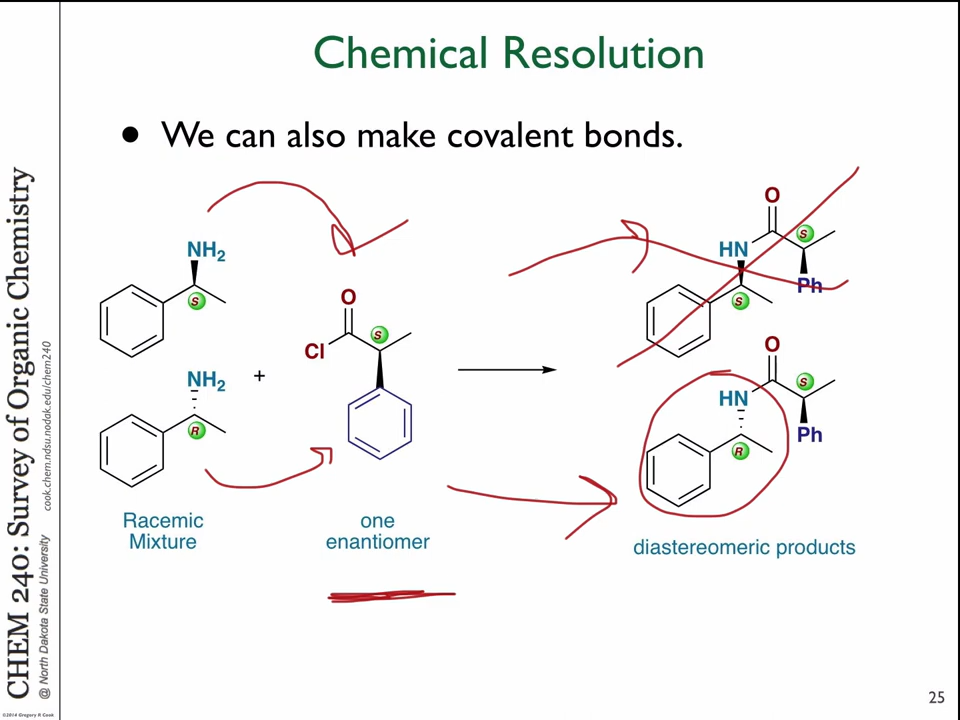 Chemical Resolution
• We can also make covalent bonds.
NH2
S
O
S
Cl
NH2
R
+
O
S
HN
Ph
S
O
S
HN
Ph
R
Racemic
Mixture
one
enantiomer
diastereomeric products
CHEM 240: Survey of Organic Chemistry
@ North Dakota State University
cook.chem.ndsu.nodak.edu/chem240
©2014 Gregory R Cook
25